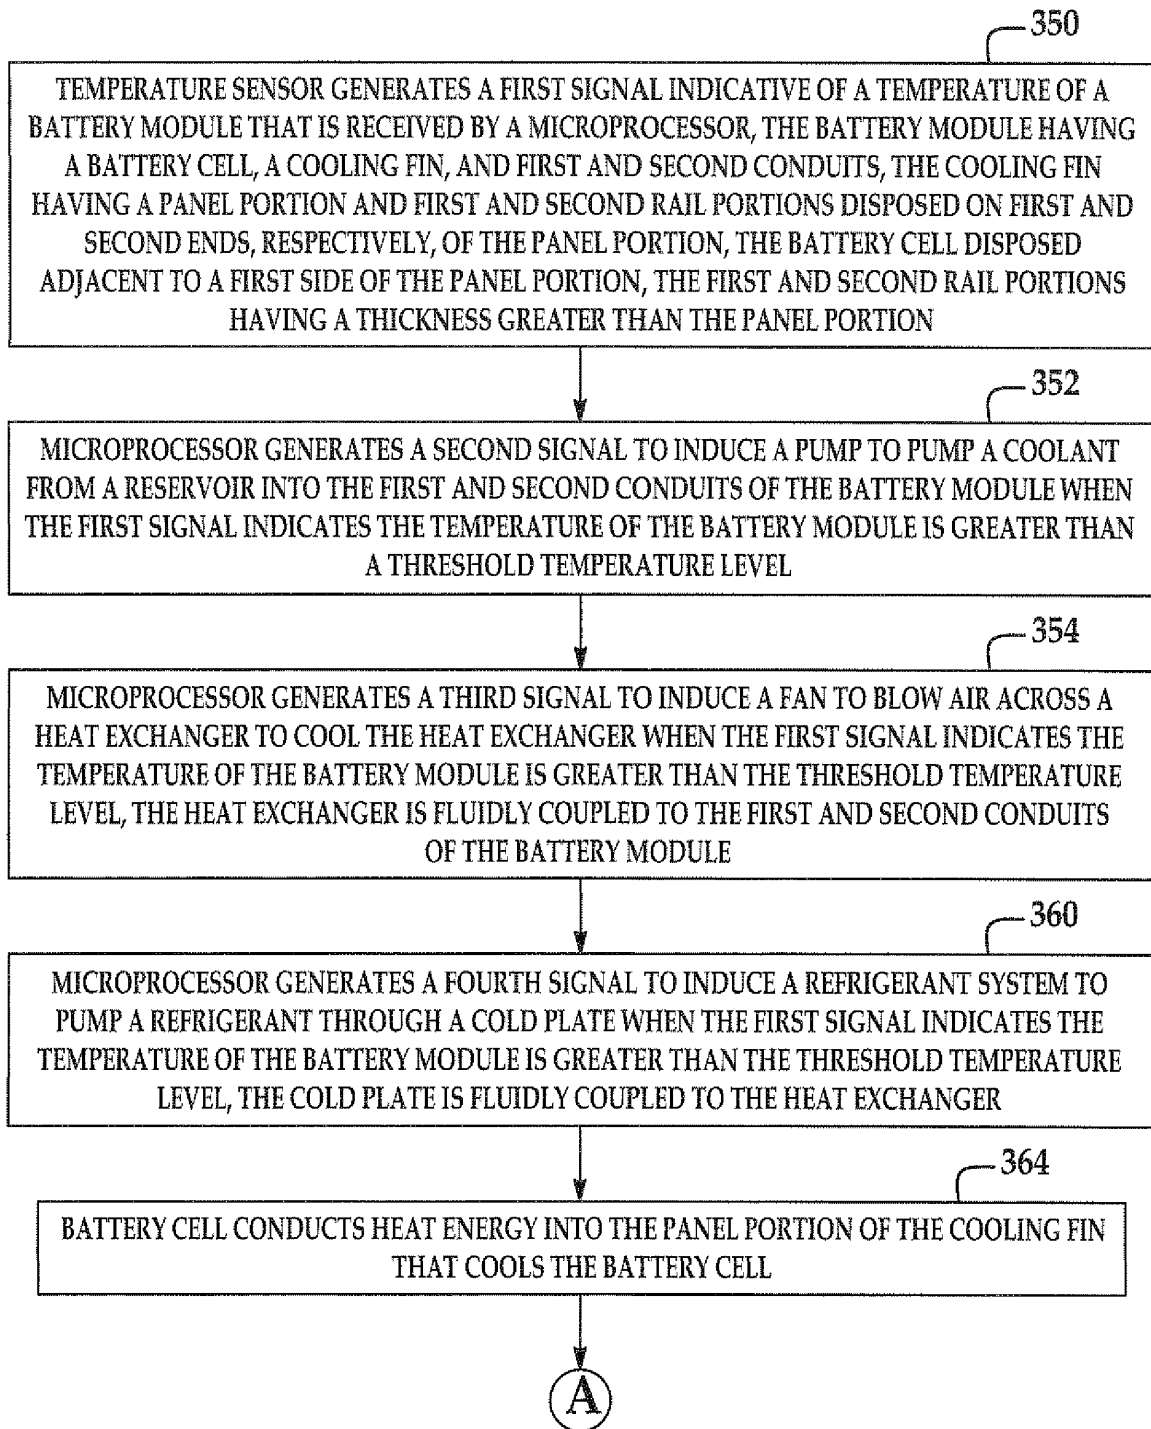 350
TEMPERATURE SENSOR GENERATES A FIRST SIGNAL INDICATIVE OF A TEMPERATURE OF A
BATTERY MODULE THAT IS RECEIVED BY A MICROPROCESSOR, THE BATTERY MODULE HAVING
A BATTERY CELL, A COOLING FIN, AND FIRST AND SECOND CONDUITS, THE COOLING FIN
HAVING A PANEL PORTION AND FIRST AND SECOND RAIL PORTIONS DISPOSED ON FIRST AND
SECOND ENDS, RESPECTIVELY, OF THE PANEL PORTION, THE BATTERY CELL DISPOSED
ADJACENT TO A FIRST SIDE OF THE PANEL PORTION, THE FIRST AND SECOND RAIL PORTIONS
HAVING A THICKNESS GREATER THAN THE PANEL PORTION
352
MICROPROCESSOR GENERATES A SECOND SIGNAL TO INDUCE A PUMP TO PUMP A COOLANT
FROM A RESERVOIR INTO THE FIRST AND SECOND CONDUITS OF THE BATTERY MODULE WHEN
THE FIRST SIGNAL INDICATES THE TEMPERATURE OF THE BATTERY MODULE IS GREATER THAN
A THRESHOLD TEMPERATURE LEVEL
354
MICROPROCESSOR GENERATES A THIRD SIGNAL TO INDUCE A FAN TO BLOW AIR ACROSS A
HEAT EXCHANGER TO COOL THE HEAT EXCHANGER WHEN THE FIRST SIGNAL INDICATES THE
TEMPERATURE OF THE BATTERY MODULE IS GREATER THAN THE THRESHOLD TEMPERATURE
LEVEL, THE HEAT EXCHANGER IS FLUIDLY COUPLED TO THE FIRST AND SECOND CONDUITS
OF THE BATTERY MODULE
360
MICROPROCESSOR GENERATES A FOURTH SIGNAL TO INDUCE A REFRIGERANT SYSTEM TO
PUMP A REFRIGERANT THROUGH A COLD PLATE WHEN THE FIRST SIGNAL INDICATES THE
TEMPERATURE OF THE BATTERY MODULE IS GREATER THAN THE THRESHOLD TEMPERATURE
LEVEL, THE COLD PLATE IS FLUIDLY COUPLED TO THE HEAT EXCHANGER
364
BATTERY CELL CONDUCTS HEAT ENERGY INTO THE PANEL PORTION OF THE COOLING FIN
THAT COOLS THE BATTERY CELL
A